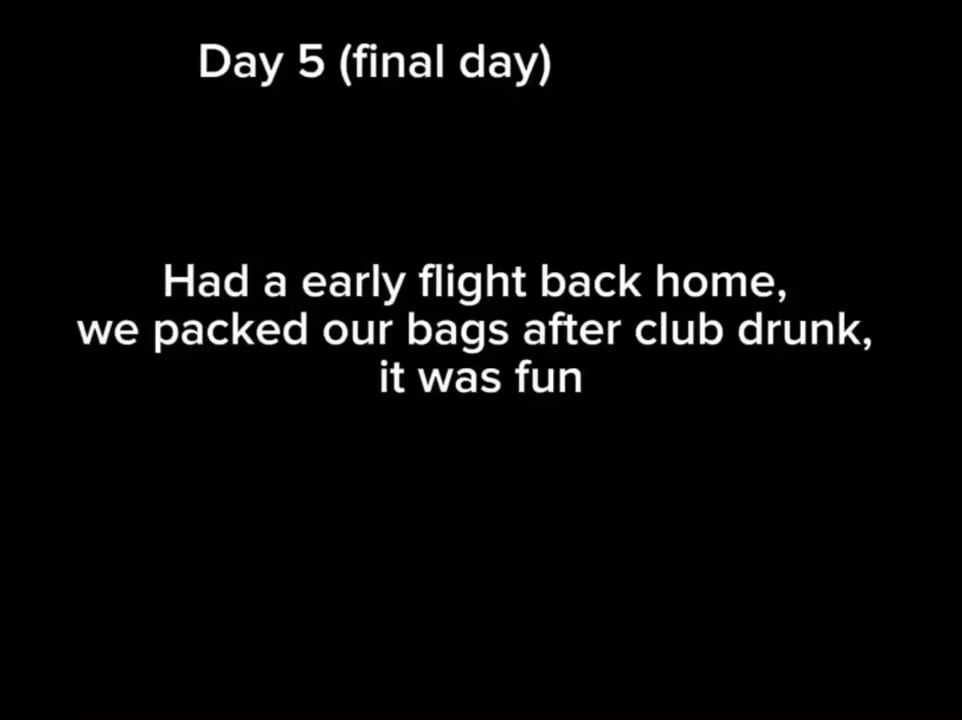 Day 5 (final day)
Had a early flight back home,
we packed our bags after club drunk,
it was fun